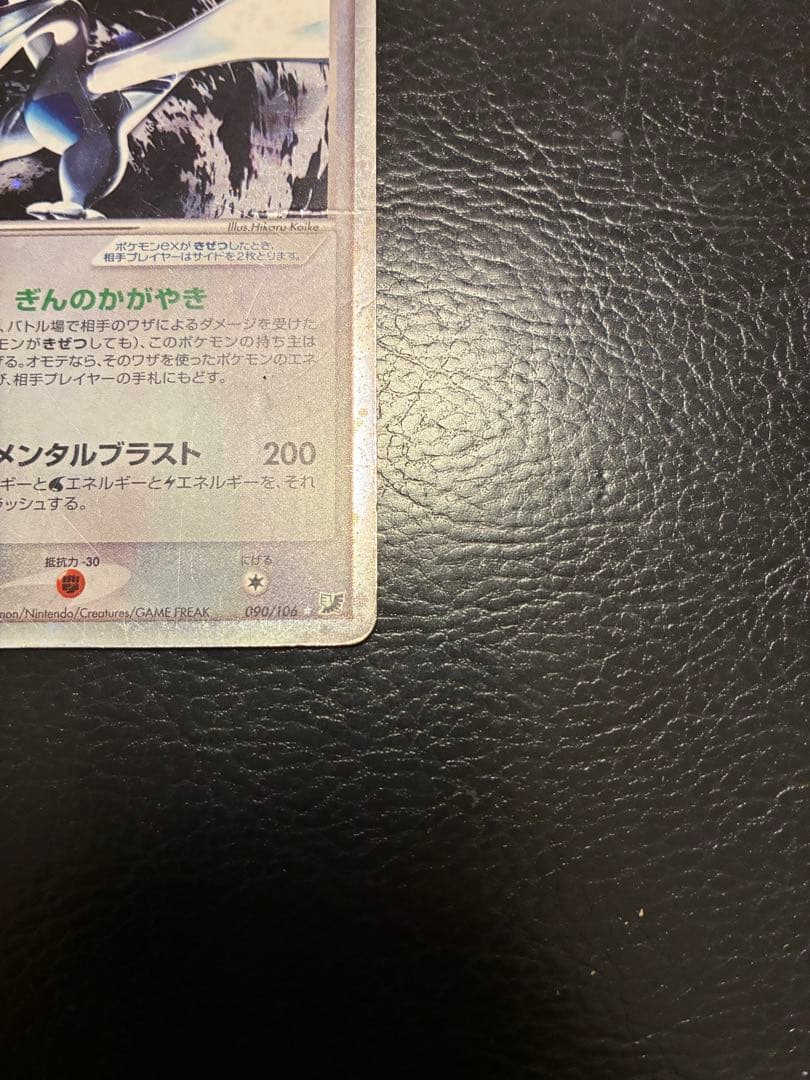 Illus.Hikaru Koike
ポケモンexが きぜつしたとき、
相手プレイヤーはサイドを2枚とります。
ぎんのかがやき
、バトル場で相手のワザによるダメージを受けた
モンがきぜつしても)、このポケモンの持ち主は
げる。オモテなら、そのワザを使ったポケモンのエネ
び、相手プレイヤーの手札にもどす。
メンタルブラスト 200
ギーとエネルギーとエネルギーを、それ
ラッシュする。
抵抗力 -30
にげる
mon/Nintendo/Creatures/GAME FREAK 090/106